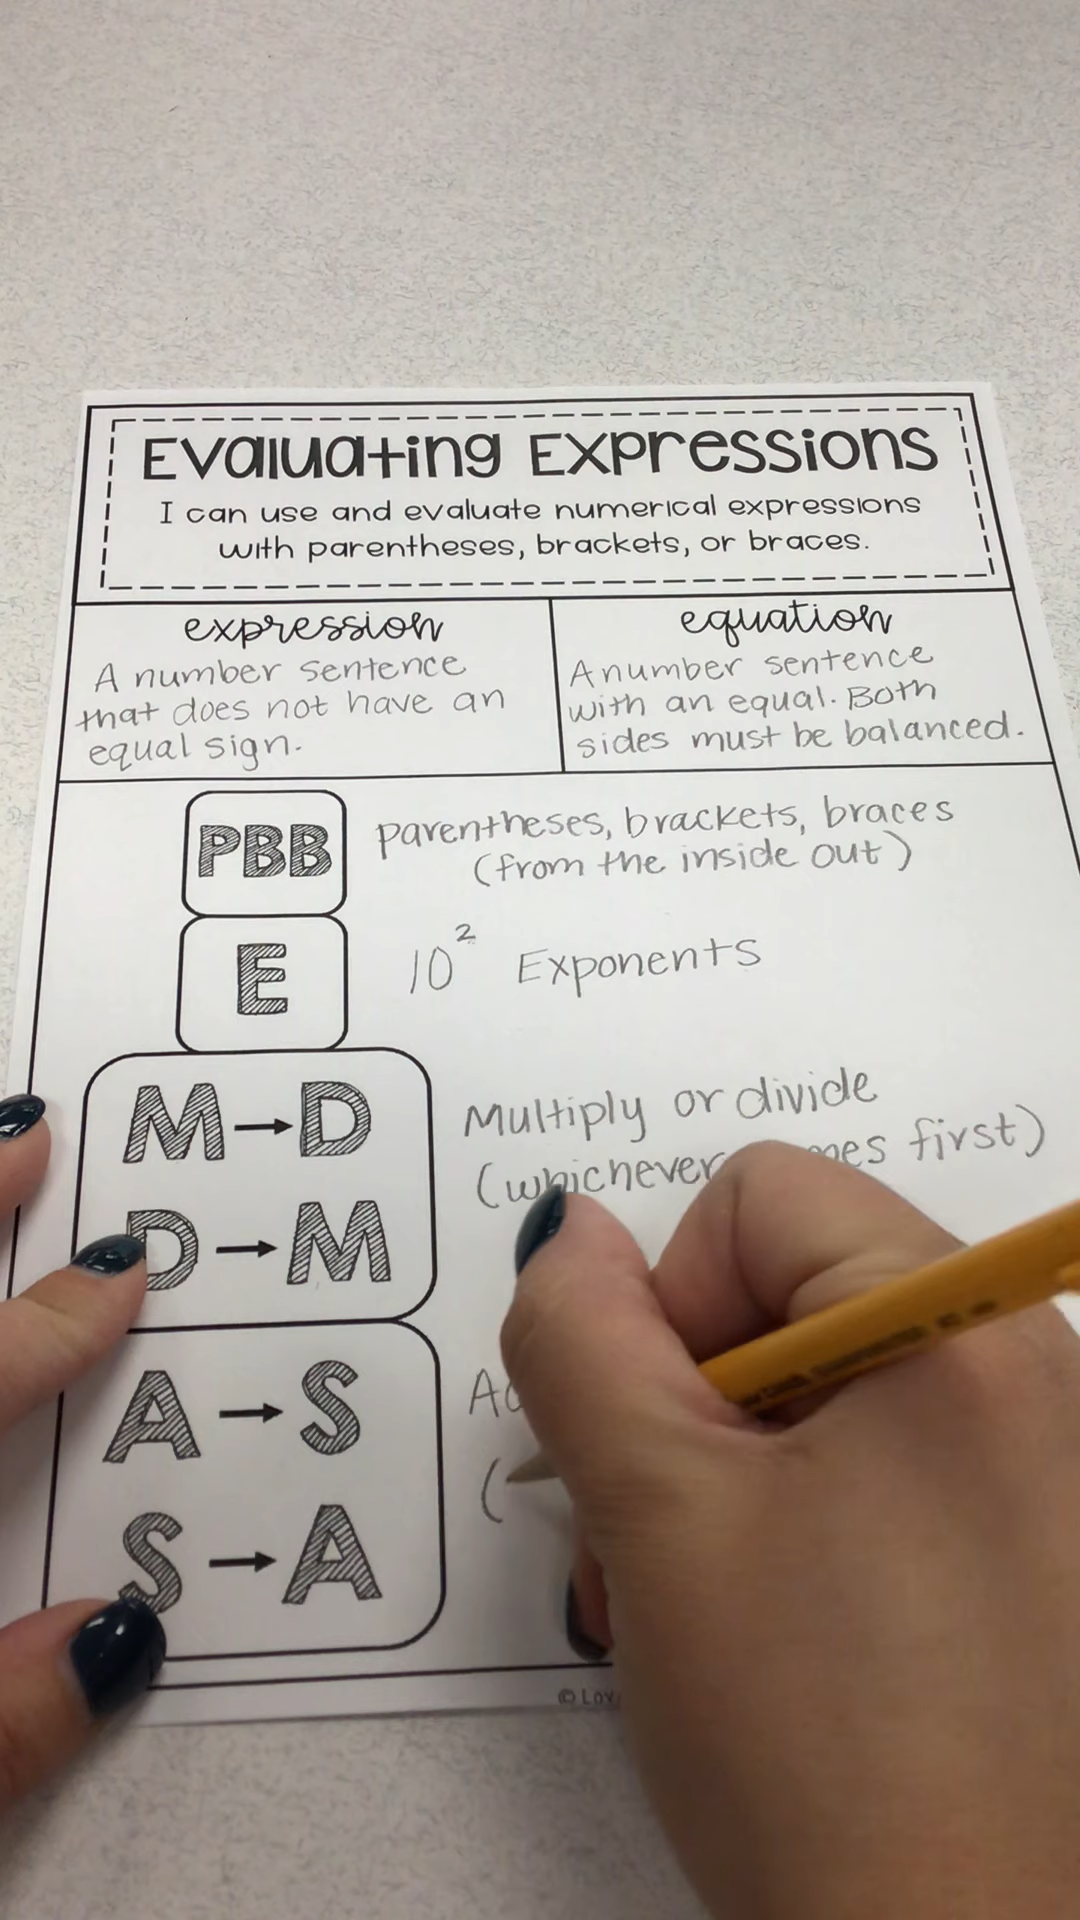 Evaluating Expressions
I can use and evaluate numerical expressions
with parentheses, brackets, or braces.
expression
A number sentence
that does not have an
equal sign.
equation
A number sentence
with an equal. Both
sides must be balanced.
PBB
parentheses, brackets, braces
(from the inside out)
E
10² Exponents
M→D
Multiply or divide
(whichever first)
D→M
A→S
(
S→A
©